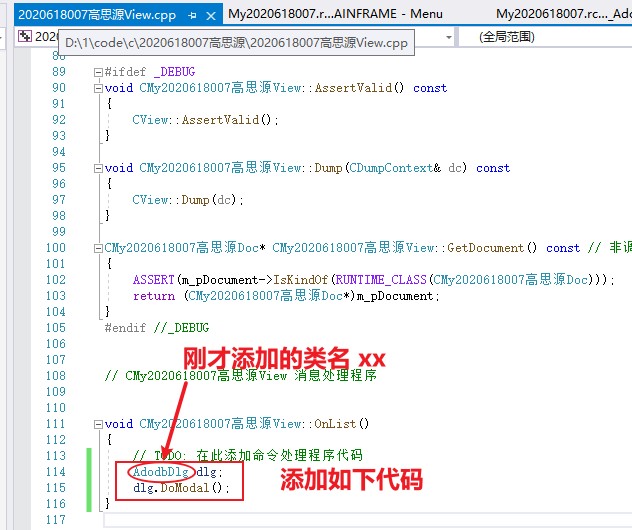 2020618007高思源View.cpp
My2020618007.r...AINFRAME - Menu
My2020618007.rc..._Ado
2020
D:\1\code\c\2020618007高思源\2020618007高思源View.cpp
(全局范围)
89 #ifdef _DEBUG
90 void CMy2020618007高思源View::AssertValid() const
91 {
92 CView::AssertValid();
93 }
94
95 void CMy2020618007高思源View::Dump(CDumpContext& dc) const
96 {
97 CView::Dump(dc);
98 }
99
100 CMy2020618007高思源Doc* CMy2020618007高思源View::GetDocument() const // 非调
101 {
102 ASSERT(m_pDocument->IsKindOf(RUNTIME_CLASS(CMy2020618007高思源Doc)));
103 return (CMy2020618007高思源Doc*)m_pDocument;
104 }
105 #endif //_DEBUG
106
107
刚才添加的类名 xx
108 // CMy2020618007高思源View 消息处理程序
109
110
111 void CMy2020618007高思源View::OnList()
112 {
113 // TODO: 在此添加命令处理程序代码
114 AdodbDlg dlg;
115 dlg.DoModal();
添加如下代码
116 }
117